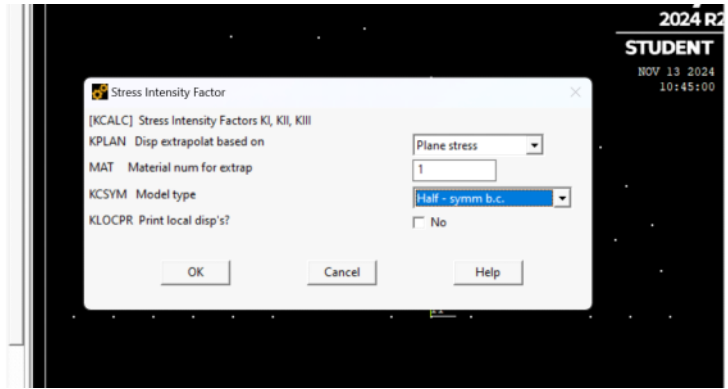 2024 R2
STUDENT
NOV 13 2024
10:45:00
Stress Intensity Factor
[KCALC] Stress Intensity Factors KI, KII, KIII
KPLAN Disp extrapolat based on
Plane stress
MAT Material num for extrap
1
KCSYM Model type
Half - symm b.c.
KLOCPR Print local disp's?
No
OK
Cancel
Help